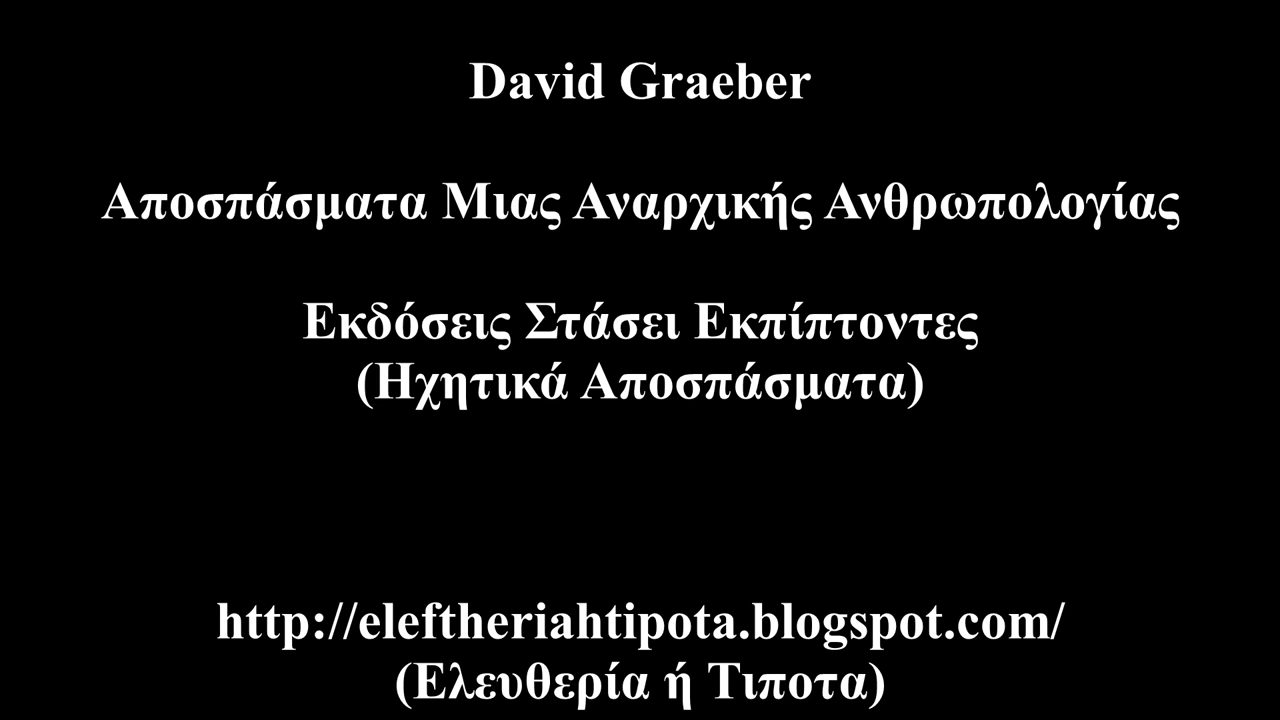 David Graeber
Αποσπάσματα Μιας Αναρχικής Ανθρωπολογίας
Εκδόσεις Στάσει Εκπίπτοντες
(Ηχητικά Αποσπάσματα)
http://eleftheriahtipota.blogspot.com/
(Ελευθερία ή Τιποτα)